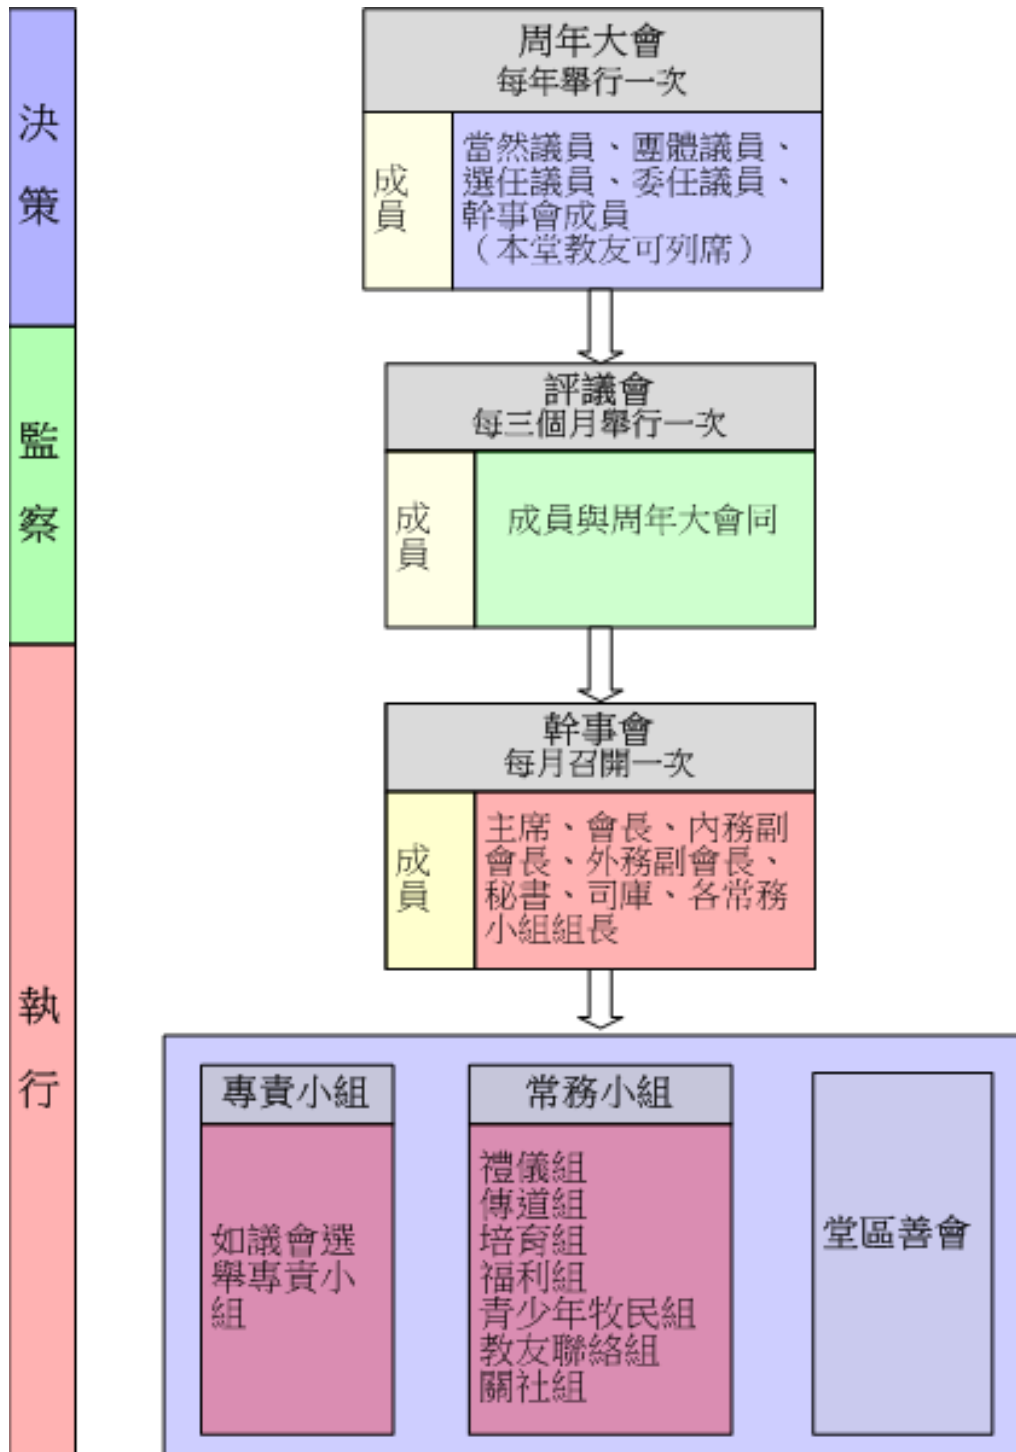 決
策
監
察
執
行
周年大會
每年舉行一次
成
員
當然議員、團體議員、
選任議員、委任議員、
幹事會成員
（本堂教友可列席）
評議會
每三個月舉行一次
成
員
成員與周年大會同
幹事會
每月召開一次
成
員
主席、會長、內務副
會長、外務副會長、
秘書、司庫、各常務
小組組長
專責小組
如議會選
舉專責小
組
常務小組
禮儀組
傳道組
培育組
福利組
青少年牧民組
教友聯絡組
關社組
堂區善會